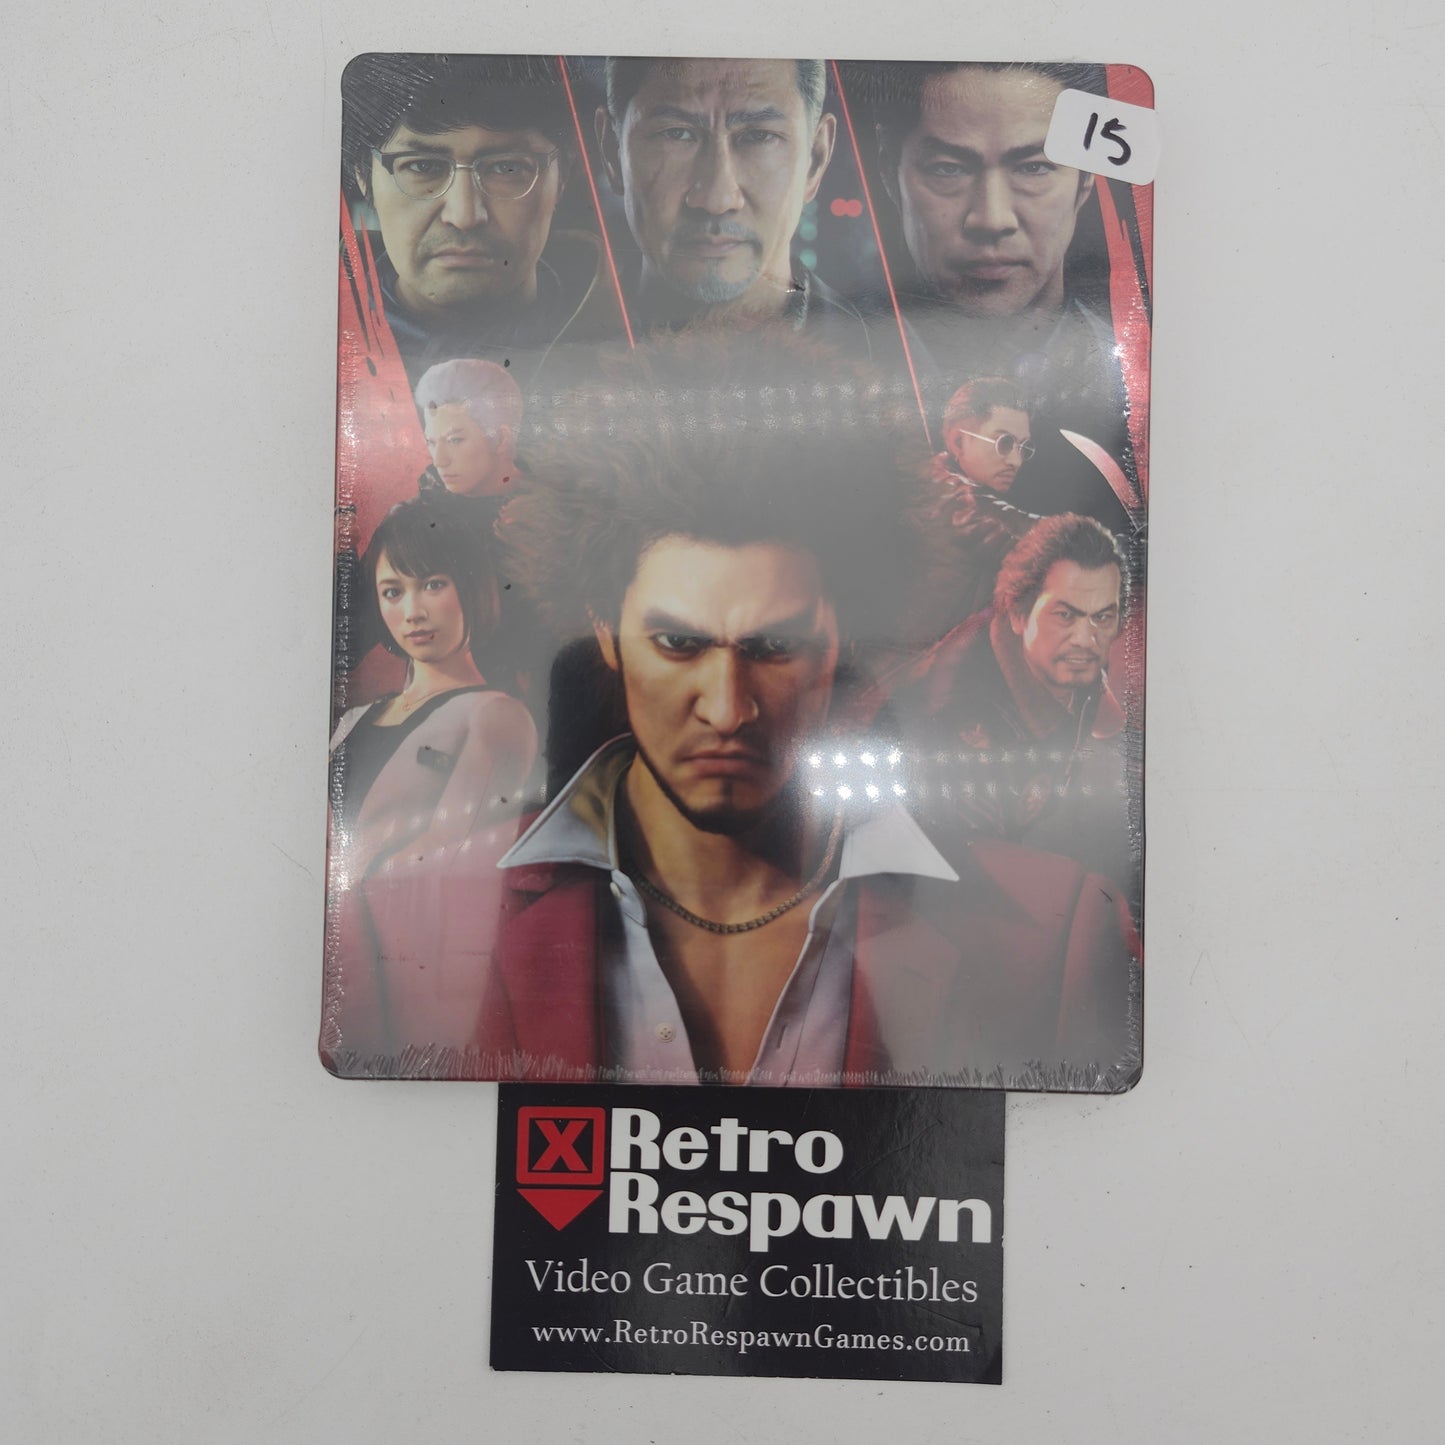 15
X Retro
Respawn
Video Game Collectibles
www.RetroRespawnGames.com